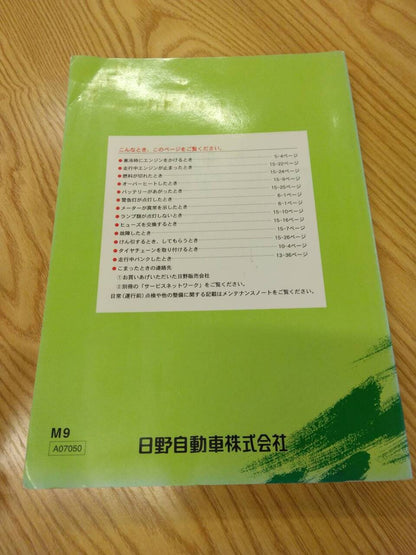 こんなとき、このページをご覧ください。
●寒冷時にエンジンをかけるとき 5-4ページ
●走行中エンジンが止まったとき 15-22ページ
●燃料が切れたとき 15-24ページ
●オーバーヒートしたとき 15-9ページ
●バッテリーがあがったとき 15-25ページ
●警告灯が点灯したとき 6-1ページ
●メーターが異常を示したとき 6-1ページ
●ランプ類が点灯しないとき 15-10ページ
●ヒューズを交換するとき 15-16ページ
●故障したとき 15-7ページ
●けん引するとき、してもらうとき 15-26ページ
●タイヤチェーンを取り付けるとき 10-4ページ
●走行中パンクしたとき 13-36ページ
●こまったときの連絡先
①お買いあげいただいた日野販売会社
②別冊の「サービスネットワーク」をご覧ください。
日常(運行前)点検や他の整備に関する記載はメンテナンスノートをご覧ください。
M9
A07050
日野自動車株式会社